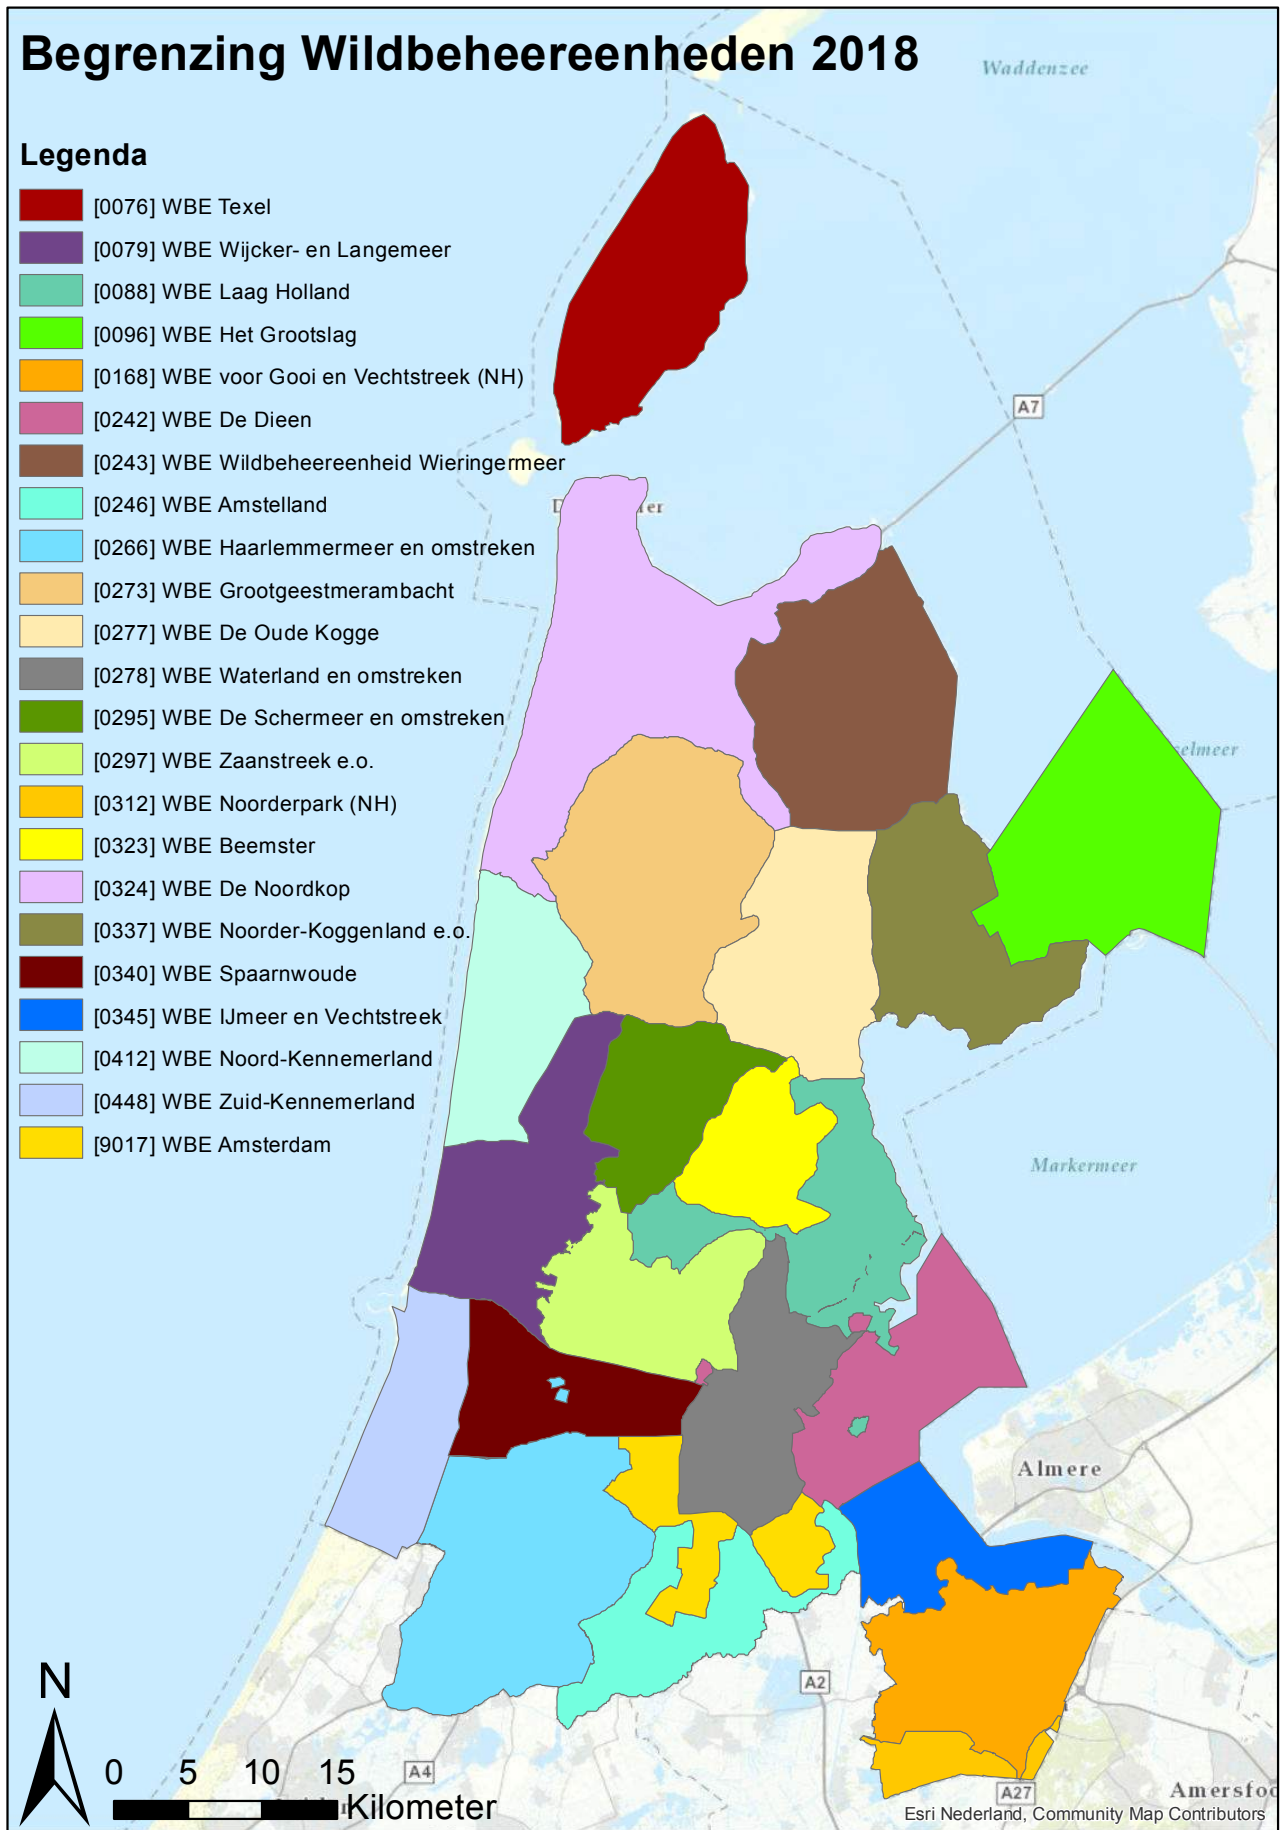 Begrenzing Wildbeheereenheden 2018
Waddenzee
Legenda
[0076] WBE Texel
[0079] WBE Wijcker- en Langemeer
[0088] WBE Laag Holland
[0096] WBE Het Grootslag
[0168] WBE voor Gooi en Vechtstreek (NH)
[0242] WBE De Dieen
[0243] WBE Wildbeheereenheid Wieringermeer
[0246] WBE Amstelland
[0266] WBE Haarlemmermeer en omstreken
[0273] WBE Grootgeestmerambacht
[0277] WBE De Oude Kogge
[0278] WBE Waterland en omstreken
[0295] WBE De Schermeer en omstreken
[0297] WBE Zaanstreek e.o.
[0312] WBE Noorderpark (NH)
[0323] WBE Beemster
[0324] WBE De Noordkop
[0337] WBE Noorder-Koggenland e.o.
[0340] WBE Spaarnwoude
[0345] WBE IJmeer en Vechtstreek
[0412] WBE Noord-Kennemerland
[0448] WBE Zuid-Kennemerland
[9017] WBE Amsterdam
A7
selmeer
Markermeer
Almere
A2
A4
A27
Amersfoo
N
0 5 10 15
Kilometer
Esri Nederland, Community Map Contributors